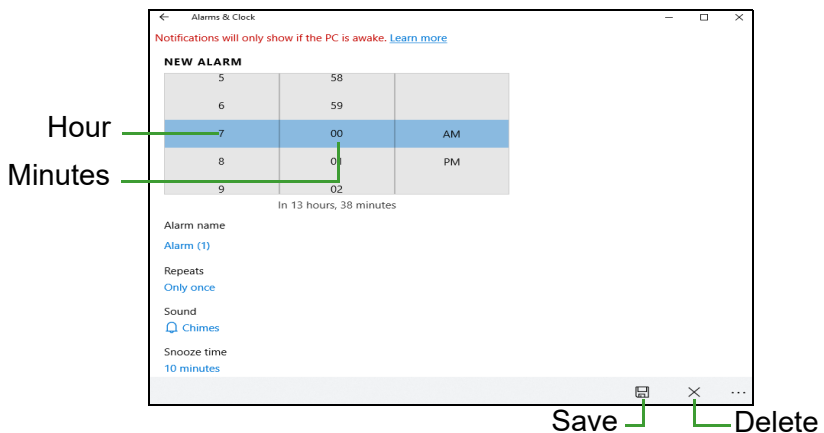 Alarms & Clock
Notifications will only show if the PC is awake. Learn more
NEW ALARM
5 58
6 59
Hour
7 00 AM
8 01 PM
Minutes
9 02
In 13 hours, 38 minutes
Alarm name
Alarm (1)
Repeats
Only once
Sound
Chimes
Snooze time
10 minutes
Save
Delete